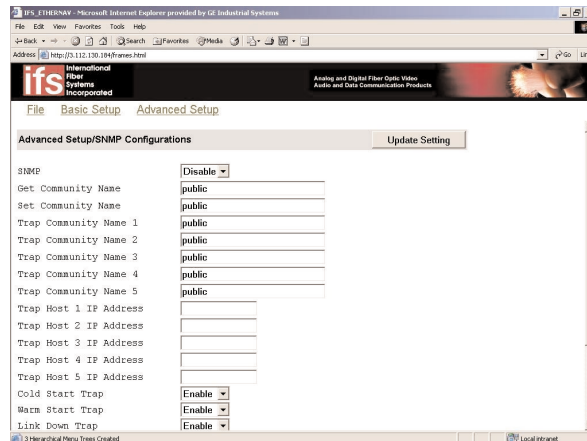 IFS_ETHERNAV - Microsoft Internet Explorer provided by GE Industrial Systems
File Edit View Favorites Tools Help
Back Search Favorites Media
Address http://3.112.130.184/frames.html Go Lin
ifs International Fiber Systems Incorporated
Analog and Digital Fiber Optic Video
Audio and Data Communication Products
File Basic Setup Advanced Setup
Advanced Setup/SNMP Configurations Update Setting
SNMP Disable
Get Community Name public
Set Community Name public
Trap Community Name 1 public
Trap Community Name 2 public
Trap Community Name 3 public
Trap Community Name 4 public
Trap Community Name 5 public
Trap Host 1 IP Address
Trap Host 2 IP Address
Trap Host 3 IP Address
Trap Host 4 IP Address
Trap Host 5 IP Address
Cold Start Trap Enable
Warm Start Trap Enable
Link Down Trap Enable
3 Hierarchical Menu Trees Created Local intranet